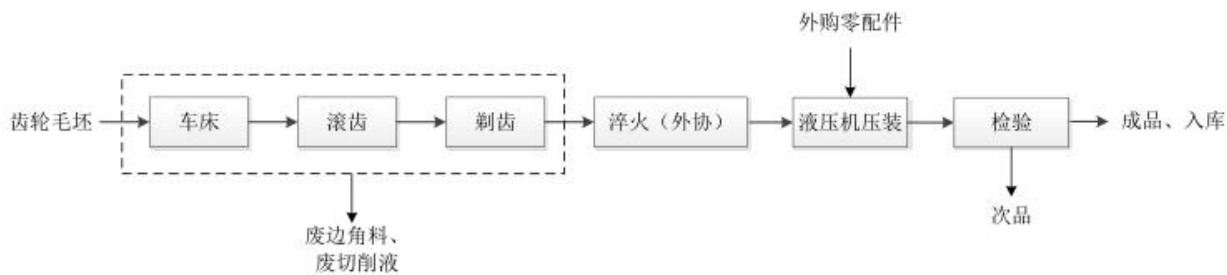 外购零配件
齿轮毛坯
车床
滚齿
剃齿
淬火（外协）
液压机压装
检验
成品、入库
废边角料、
废切削液
次品